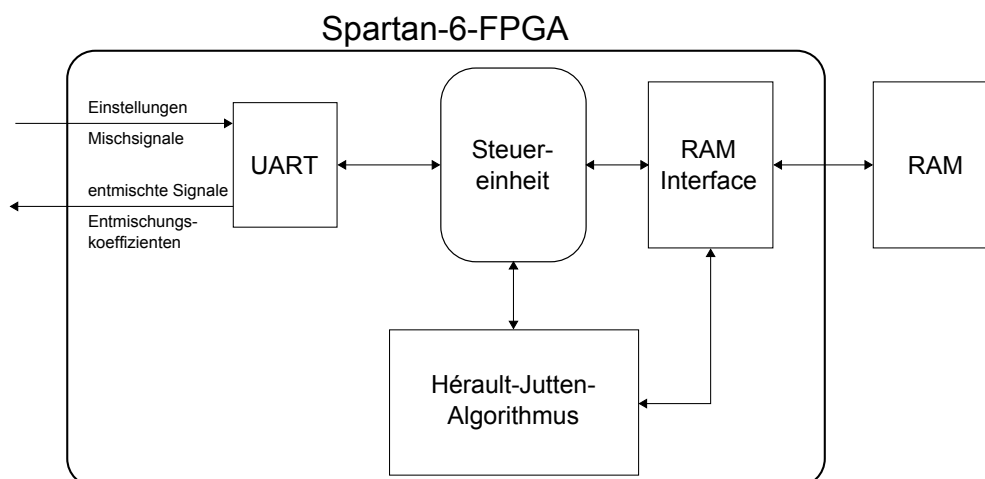 Spartan-6-FPGA
Einstellungen
Mischsignale
entmischte Signale
Entmischungs-
koeffizienten
UART
Steuer-
einheit
RAM
Interface
RAM
Hérault-Jutten-
Algorithmus